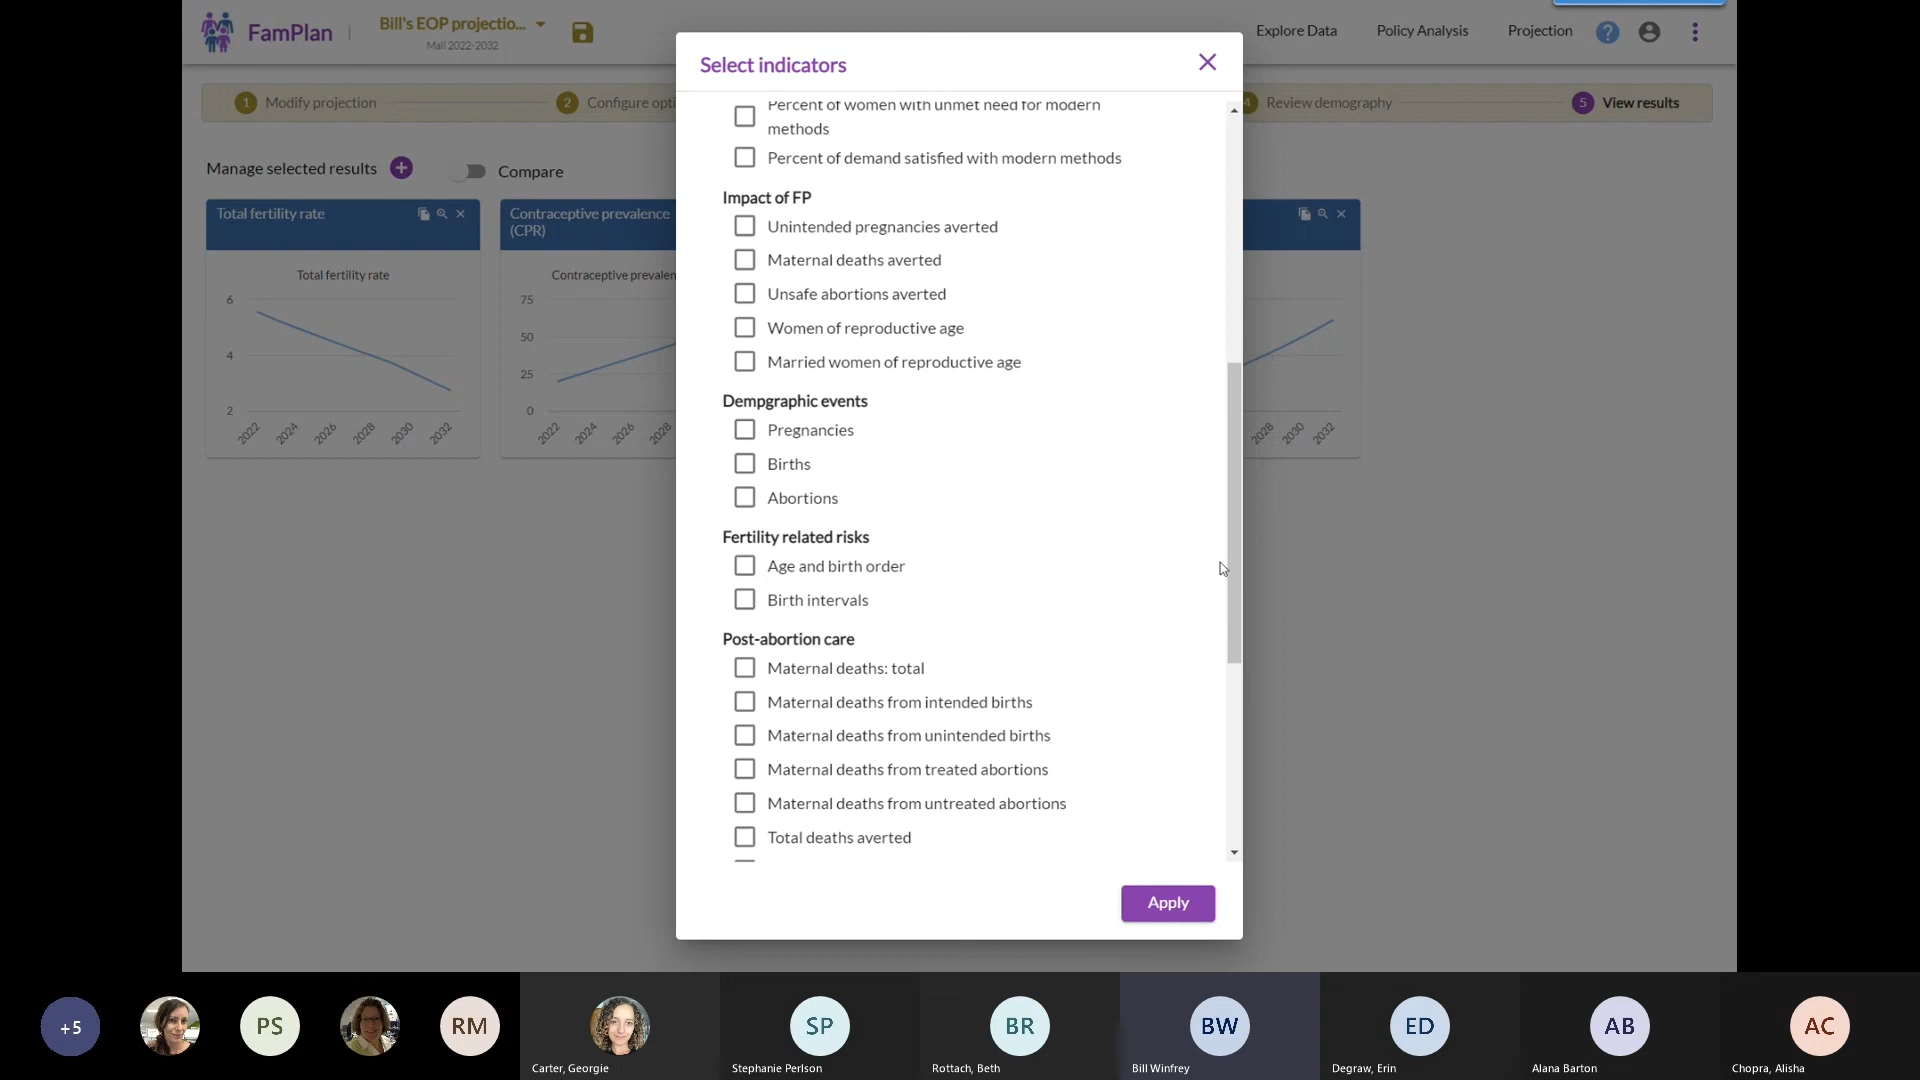 FamPlan
Bill's EOP projectio...
Mali 2022-2032
Explore Data
Policy Analysis
Projection
?
1 Modify projection
2 Configure opti
4 Review demography
5 View results
Manage selected results
Compare
Total fertility rate
Total fertility rate
6
4
2
2022 2024 2026 2028 2030 2032
Contraceptive prevalence
(CPR)
Contraceptive prevalen
75
50
25
0
2022 2024 2026 2028
2028 2030 2032
Select indicators
Percent of women with unmet need for modern
methods
Percent of demand satisfied with modern methods
Impact of FP
Unintended pregnancies averted
Maternal deaths averted
Unsafe abortions averted
Women of reproductive age
Married women of reproductive age
Dempgraphic events
Pregnancies
Births
Abortions
Fertility related risks
Age and birth order
Birth intervals
Post-abortion care
Maternal deaths: total
Maternal deaths from intended births
Maternal deaths from unintended births
Maternal deaths from treated abortions
Maternal deaths from untreated abortions
Total deaths averted
Apply
+5
PS
RM
Carter, Georgie
SP
Stephanie Perlson
BR
Rottach, Beth
BW
Bill Winfrey
ED
Degraw, Erin
AB
Alana Barton
AC
Chopra, Alisha